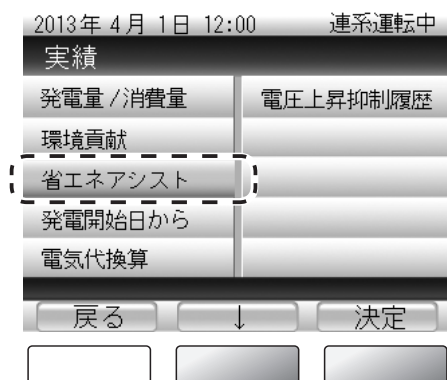 2013年 4月 1日 12:00 連系運転中
実績
発電量/消費量 電圧上昇抑制履歴
環境貢献
省エネアシスト
発電開始日から
電気代換算
戻る ↓ 決定